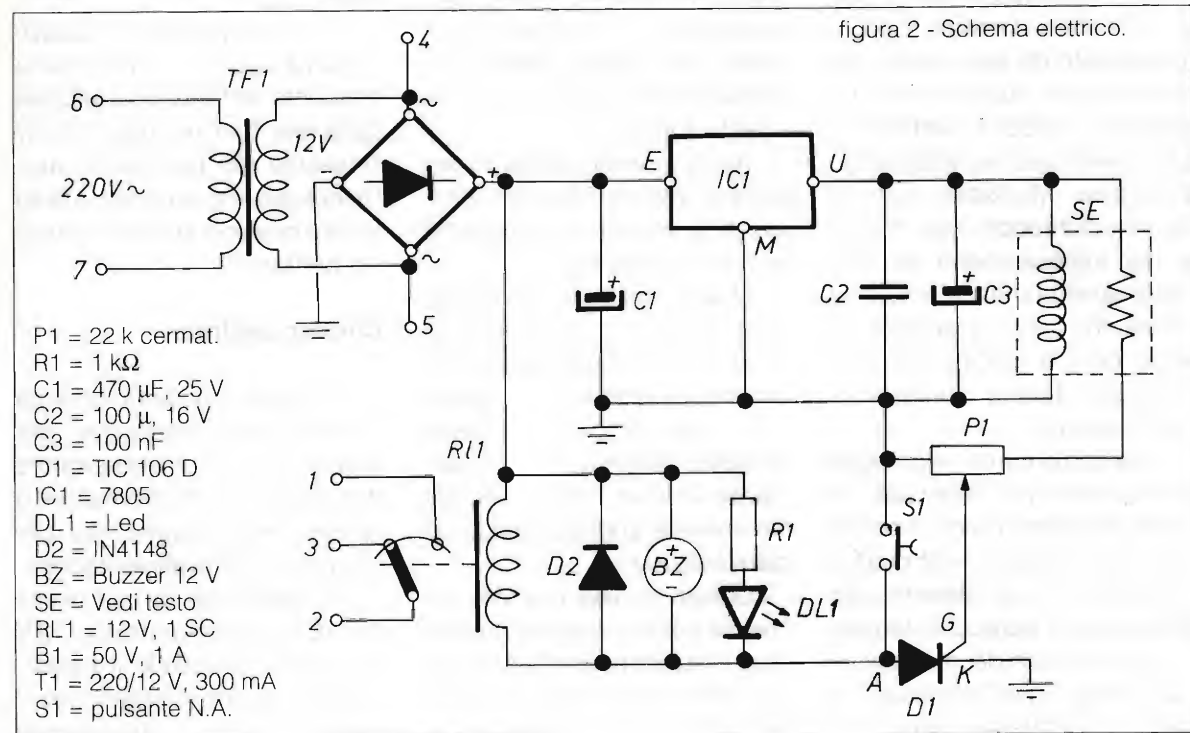 figura 2 - Schema elettrico.
4
TF1
6
~
12V
E
IC1
U
-
+
220V~
M
SE
7
~
+
C1
C2
+
C3
5
P1 = 22 k cermat.
R1 = 1 kΩ
C1 = 470 µF, 25 V
C2 = 100 µ, 16 V
C3 = 100 nF
D1 = TIC 106 D
IC1 = 7805
DL1 = Led
D2 = IN4148
BZ = Buzzer 12 V
SE = Vedi testo
RL1 = 12 V, 1 SC
B1 = 50 V, 1 A
T1 = 220/12 V, 300 mA
S1 = pulsante N.A.
Rl1
P1
1
3
2
S1
R1
D2
+
BZ
-
DL1
G
A
K
D1